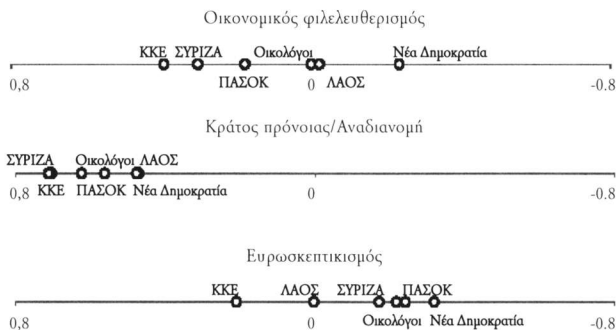 Οικονομικός φιλελευθερισμός
ΚΚΕ ΣΥΡΙΖΑ Οικολόγοι Νέα Δημοκρατία
0,8 ΠΑΣΟΚ 0 ΛΑΟΣ -0.8
Κράτος πρόνοιας/Αναδιανομή
ΣΥΡΙΖΑ Οικολόγοι ΛΑΟΣ
0,8 ΚΚΕ ΠΑΣΟΚ Νέα Δημοκρατία 0 -0.8
Ευρωσκεπτικισμός
ΚΚΕ ΛΑΟΣ ΣΥΡΙΖΑ ΠΑΣΟΚ
0,8 0 Οικολόγοι Νέα Δημοκρατία -0.8